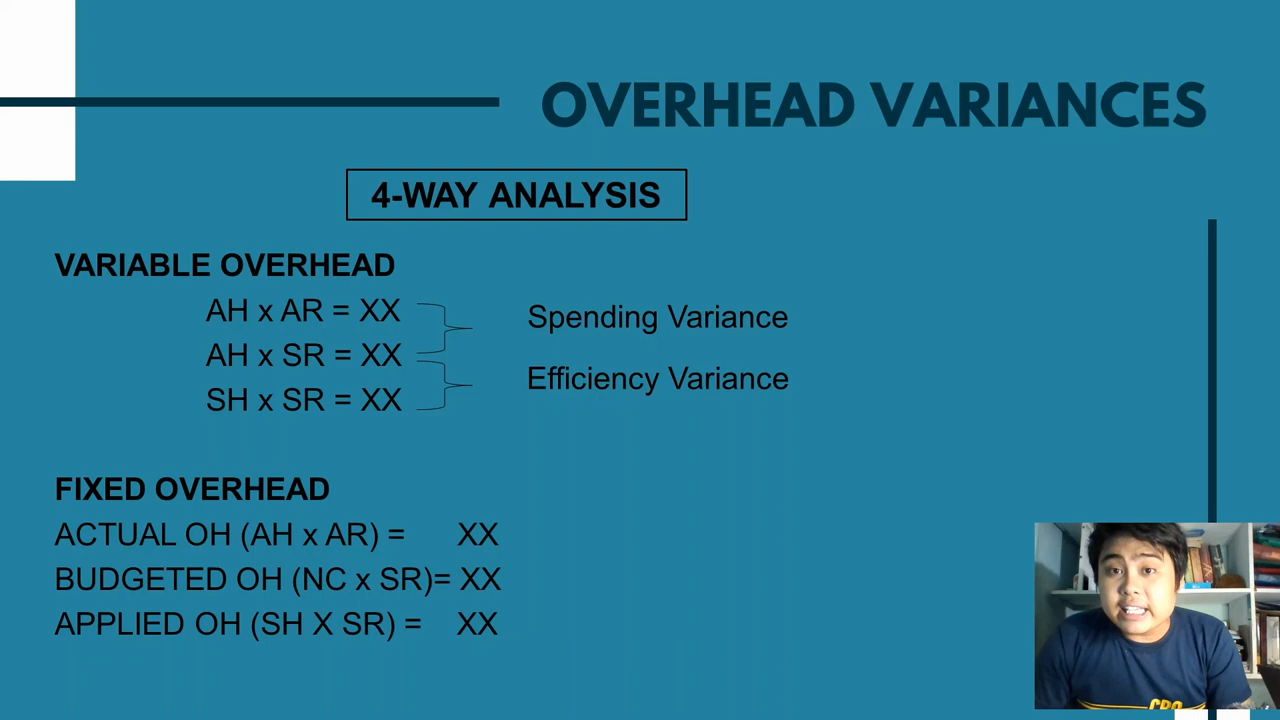 OVERHEAD VARIANCES
4-WAY ANALYSIS
VARIABLE OVERHEAD
AH x AR = XX
AH x SR = XX
SH x SR = XX
Spending Variance
Efficiency Variance
FIXED OVERHEAD
ACTUAL OH (AH x AR) = XX
BUDGETED OH (NC x SR)= XX
APPLIED OH (SH X SR) = XX